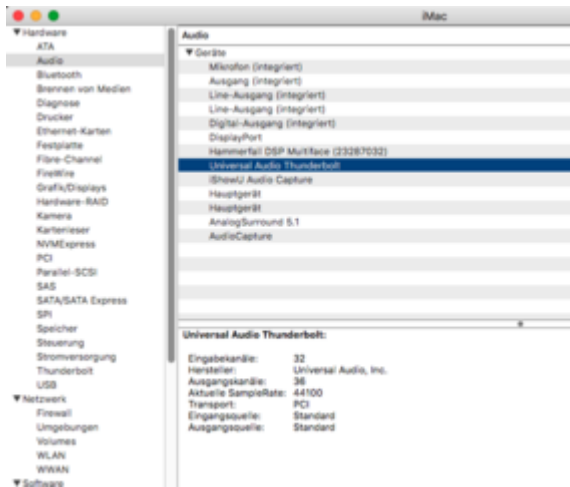 iMac
Hardware
ATA
Audio
Bluetooth
Brennen von Medien
Diagnose
Drucker
Ethernet-Karten
Festplatte
Fibre-Channel
FireWire
Grafik/Displays
Hardware-RAID
Kamera
Kartenleser
NVMExpress
PCI
Parallel-SCSI
SAS
SATA/SATA Express
SPI
Speicher
Steuerung
Stromversorgung
Thunderbolt
USB
Netzwerk
Firewall
Umgebungen
Volumes
WLAN
WWAN
Software
Audio
Geräte
Mikrofon (integriert)
Ausgang (integriert)
Line-Ausgang (integriert)
Line-Ausgang (integriert)
Digital-Ausgang (integriert)
DisplayPort
Hammerfall DSP Multiface (23287032)
Universal Audio Thunderbolt
iShowU Audio Capture
Hauptgerät
Hauptgerät
AnalogSurround 5.1
AudioCapture
Universal Audio Thunderbolt:
Eingabekanäle: 32
Hersteller: Universal Audio, Inc.
Ausgangskanäle: 36
Aktuelle SampleRate: 44100
Transport: PCI
Eingangsquelle: Standard
Ausgangsquelle: Standard